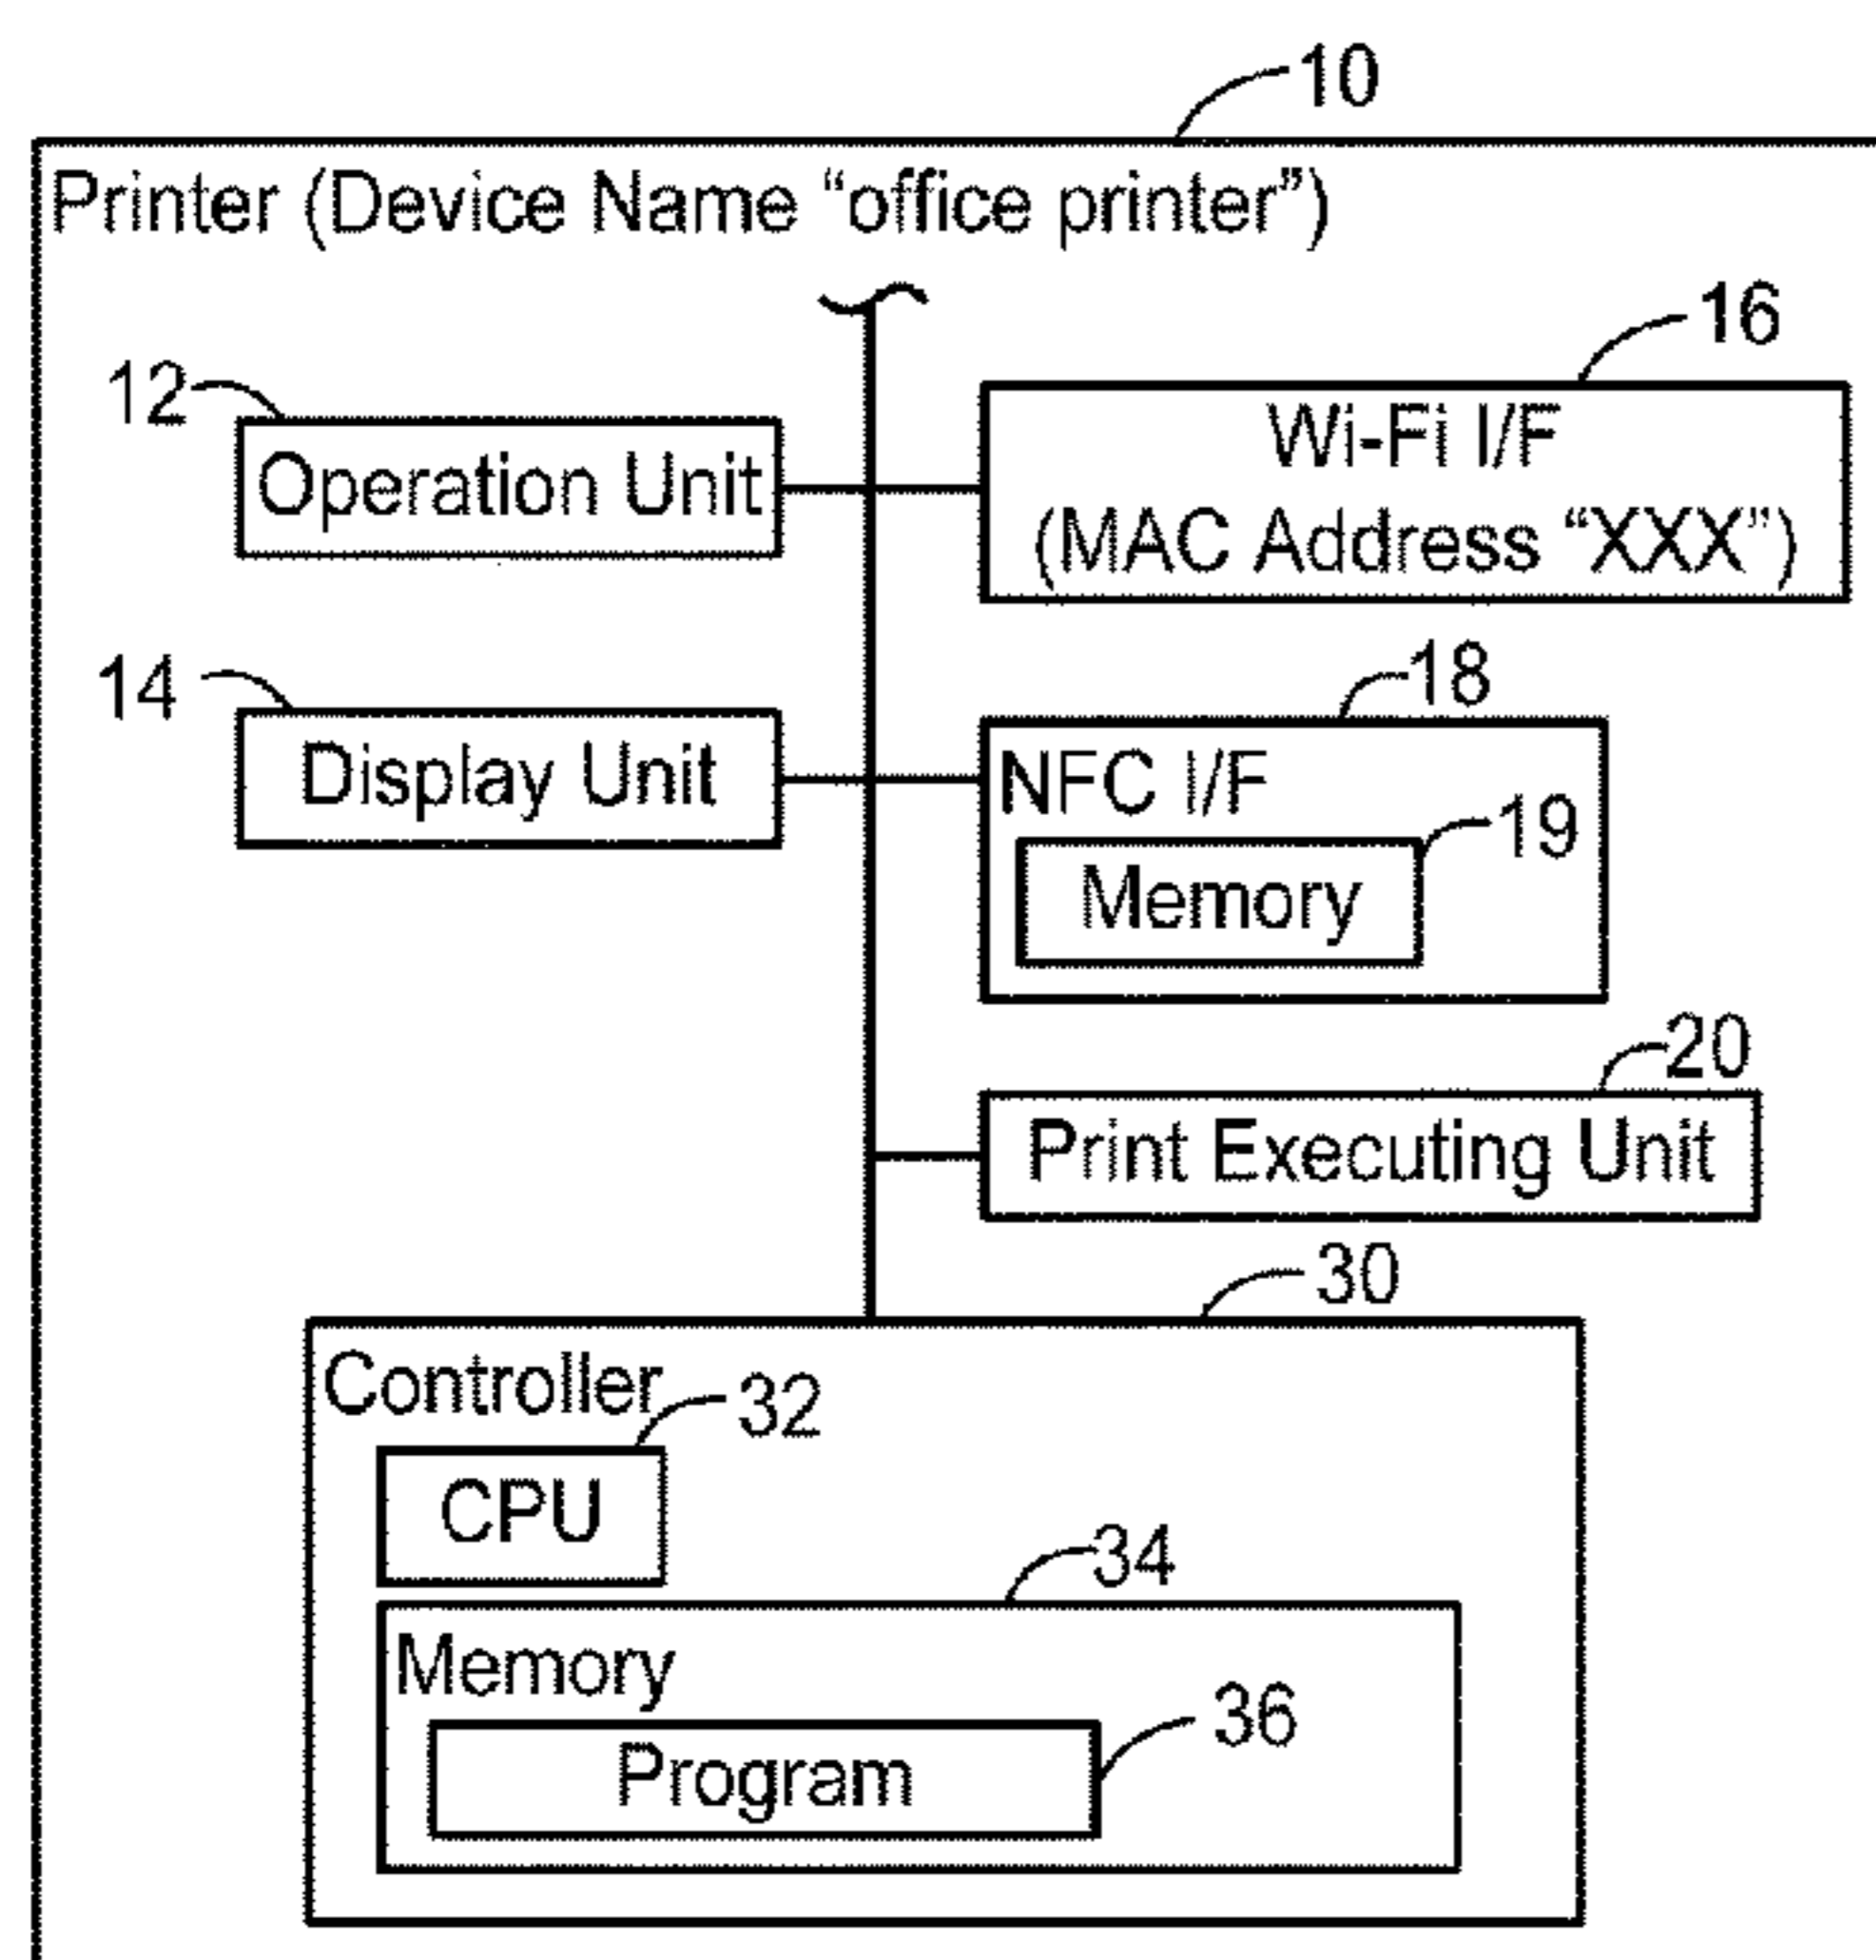 10
Printer (Device Name “office printer”)
16
12
Wi-Fi I/F
Operation Unit
(MAC Address “XXX”)
14
18
Display Unit
NFC I/F
19
Memory
20
Print Executing Unit
30
Controller
32
CPU
34
Memory
36
Program